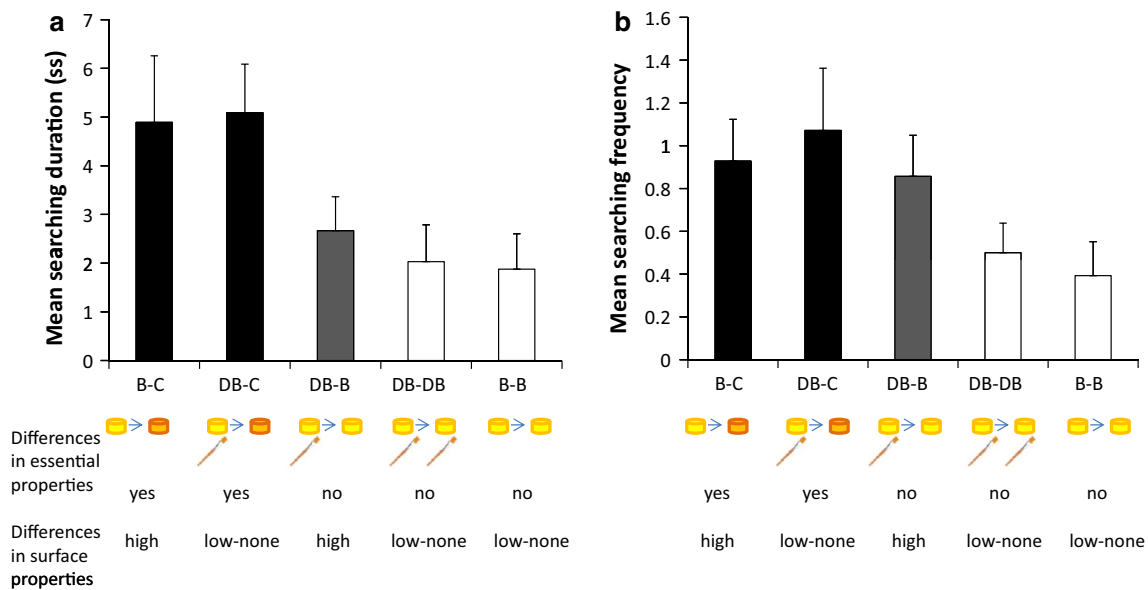 a
Mean searching duration (ss)
7
6
5
4
3
2
1
0
B-C DB-C DB-B DB-DB B-B
Differences
in essential
properties
yes yes no no no
Differences
in surface
properties
high low-none high low-none low-none
b
Mean searching frequency
1.6
1.4
1.2
1
0.8
0.6
0.4
0.2
0
B-C DB-C DB-B DB-DB B-B
yes yes no no no
high low-none high low-none low-none